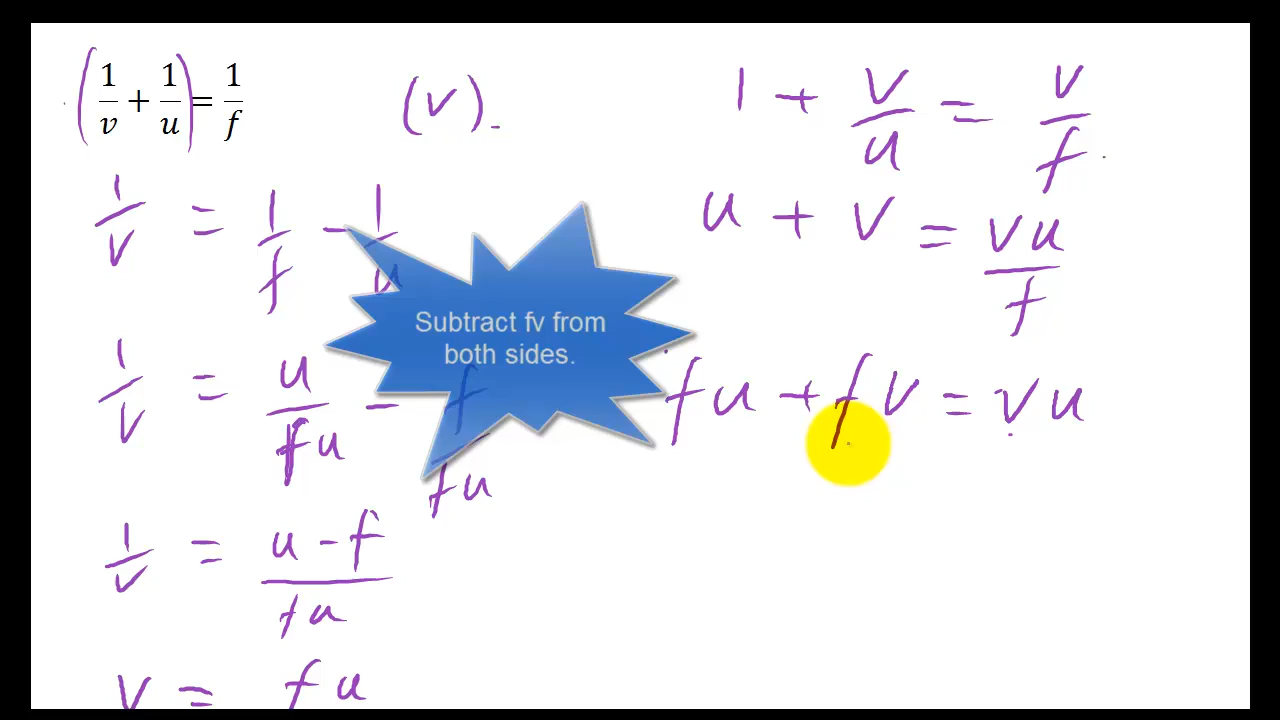 (1/v + 1/u) = 1/f
(v).
1/v = 1/f - 1/u
1/v = u/fu - f/fu
1/v = u-f/fu
v = fu
1 + v/u = v/f
u + v = vu/f
fu + fv = vu
Subtract fv from
both sides.